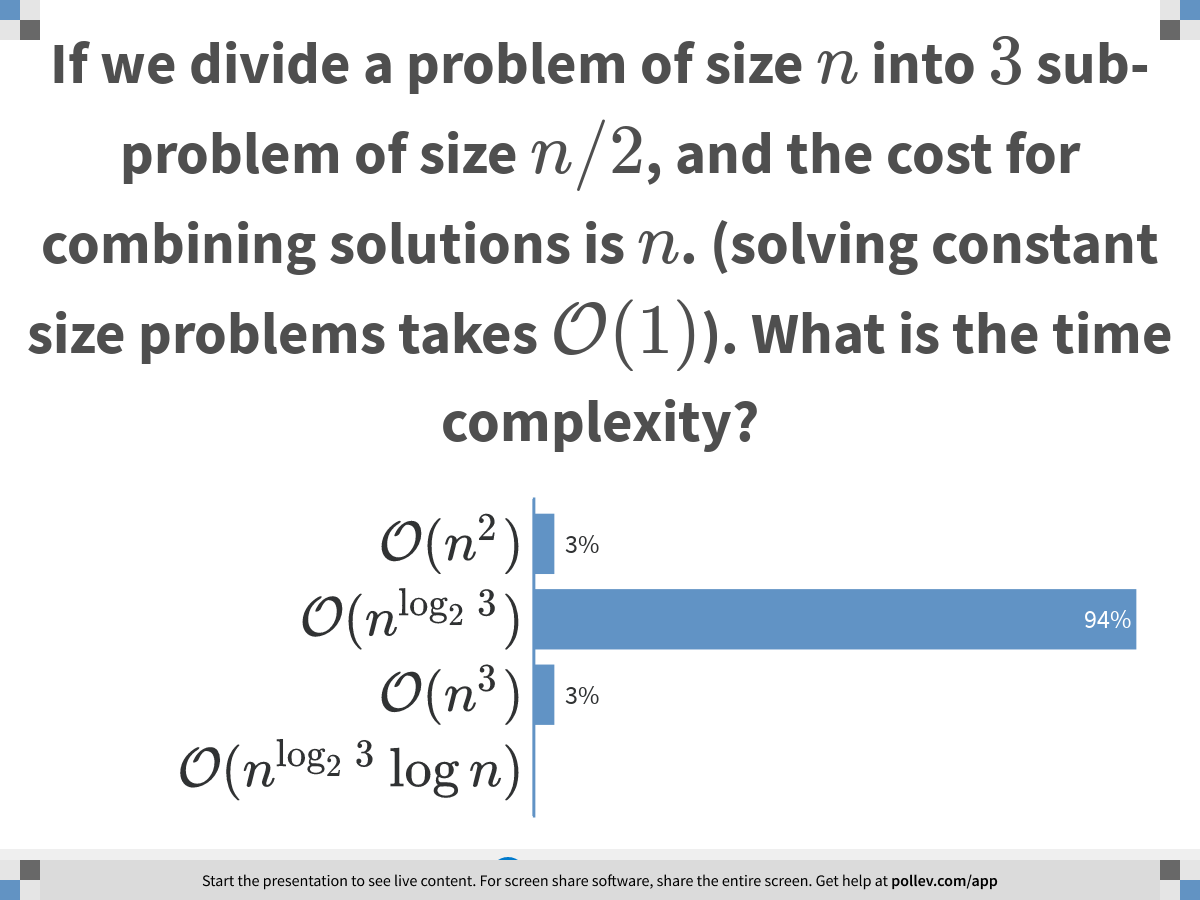 If we divide a problem of size n into 3 sub-
problem of size n/2, and the cost for
combining solutions is n. (solving constant
size problems takes 𝒪(1)). What is the time
complexity?
𝒪(n²) 3%
𝒪(n^{log₂ 3}) 94%
𝒪(n³) 3%
𝒪(n^{log₂ 3} log n)
Start the presentation to see live content. For screen share software, share the entire screen. Get help at pollev.com/app